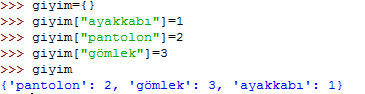 >>> giyim={}
>>> giyim["ayakkabı"]=1
>>> giyim["pantolon"]=2
>>> giyim["gömlek"]=3
>>> giyim
{'pantolon': 2, 'gömlek': 3, 'ayakkabı': 1}